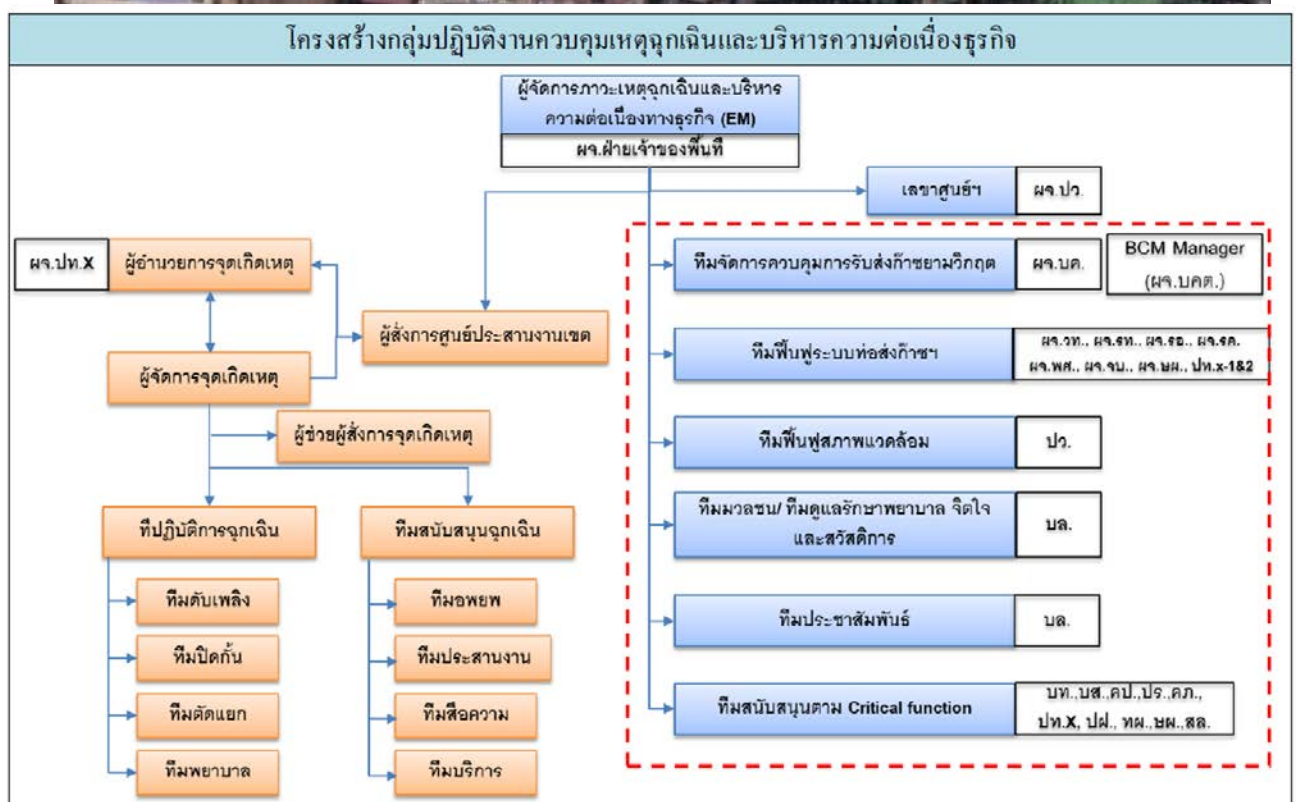 โครงสร้างกลุ่มปฏิบัติงานควบคุมเหตุฉุกเฉินและบริหารความต่อเนื่องธุรกิจ
ผู้จัดการภาวะเหตุฉุกเฉินและบริหาร
ความต่อเนื่องทางธุรกิจ (EM)
ผจ.ฝ่ายเจ้าของพื้นที่
เลขาศูนย์ฯ
ผจ.ปว.
ผจ.ปท.X
ผู้อำนวยการจุดเกิดเหตุ
ผู้จัดการจุดเกิดเหตุ
ผู้สั่งการศูนย์ประสานงานเขต
ผู้ช่วยผู้สั่งการจุดเกิดเหตุ
ทีปฏิบัติการฉุกเฉิน
ทีมดับเพลิง
ทีมปิดกั้น
ทีมตัดแยก
ทีมพยาบาล
ทีมสนับสนุนฉุกเฉิน
ทีมอพยพ
ทีมประสานงาน
ทีมสื่อความ
ทีมบริการ
ทีมจัดการควบคุมการรับส่งก๊าซยามวิกฤต
ผจ.บค.
BCM Manager
(ผจ.บคต.)
ทีมฟื้นฟูระบบท่อส่งก๊าซฯ
ผจ.วท., ผจ.รท., ผจ.รอ., ผจ.รค.
ผจ.พส., ผจ.จบ., ผจ.ษผ., ปท.x-1&2
ทีมฟื้นฟูสภาพแวดล้อม
ปว.
ทีมมวลชน/ ทีมดูแลรักษาพยาบาล จิตใจ
และสวัสดิการ
บล.
ทีมประชาสัมพันธ์
บล.
ทีมสนับสนุนตาม Critical function
บท.,บส.,คป.,ปร.,คภ.,
ปท.X, ปฝ., ทผ.,ษผ.,สล.